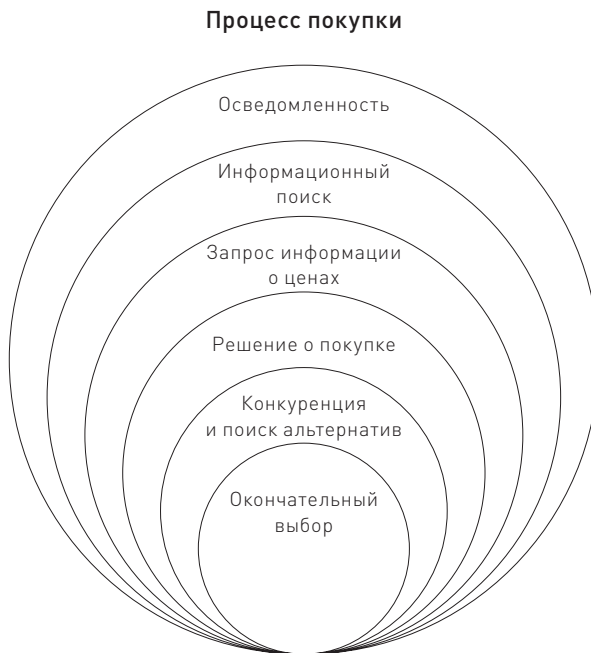 Процесс покупки
Осведомленность
Информационный
поиск
Запрос информации
о ценах
Решение о покупке
Конкуренция
и поиск альтернатив
Окончательный
выбор